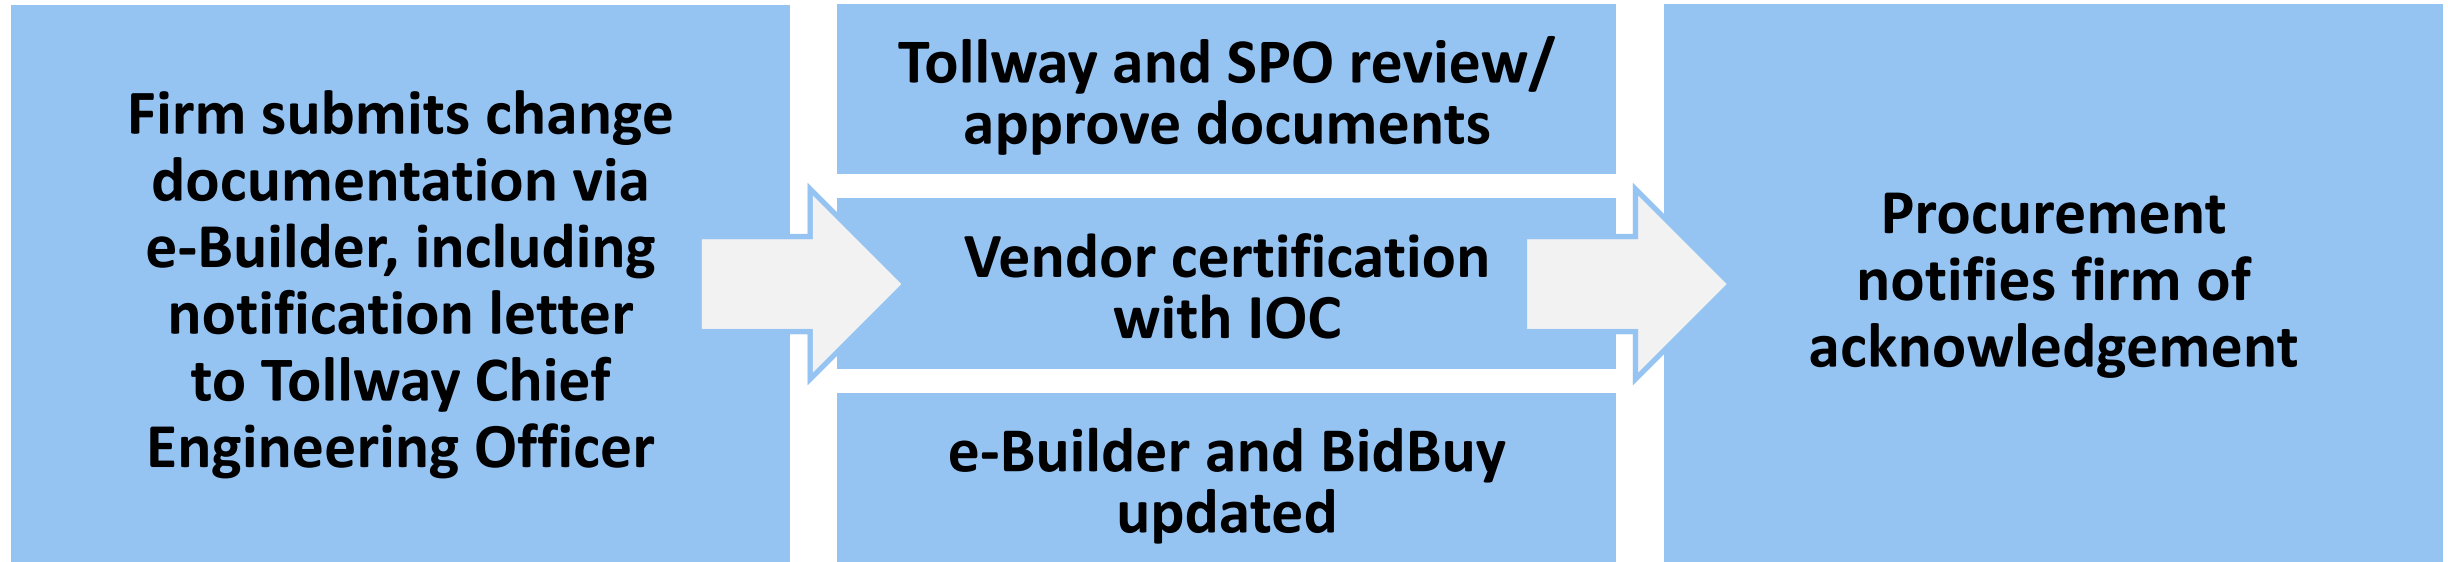 Firm submits change
documentation via
e-Builder, including
notification letter
to Tollway Chief
Engineering Officer
Tollway and SPO review/
approve documents
Vendor certification
with IOC
e-Builder and BidBuy
updated
Procurement
notifies firm of
acknowledgement